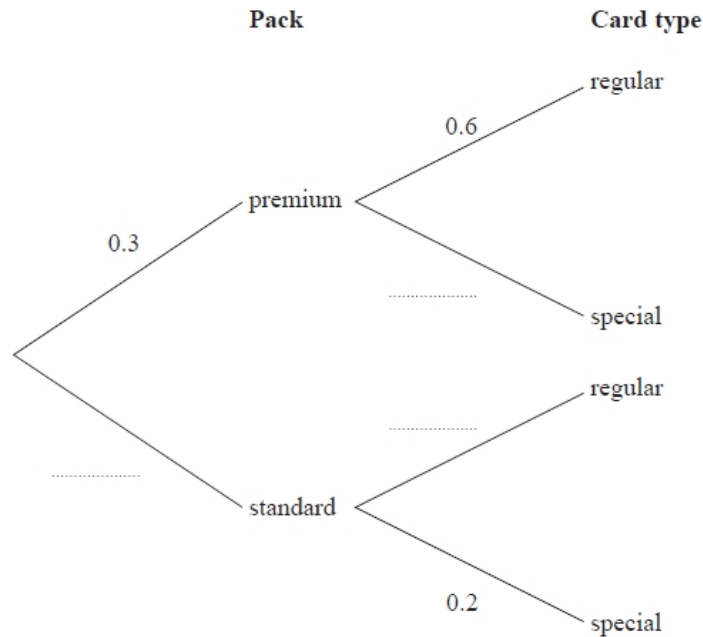 Pack Card type
regular
0.6
premium
0.3
special
regular
standard
0.2
special